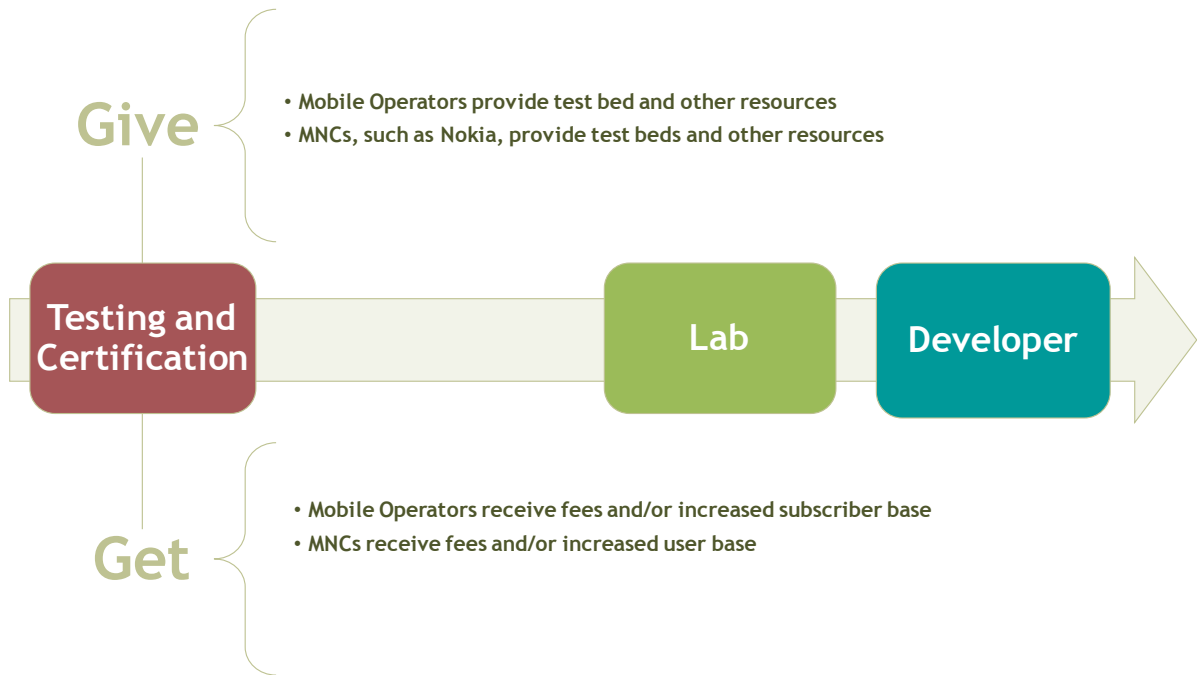 Give
• Mobile Operators provide test bed and other resources
• MNCs, such as Nokia, provide test beds and other resources
Testing and
Certification
Lab
Developer
Get
• Mobile Operators receive fees and/or increased subscriber base
• MNCs receive fees and/or increased user base